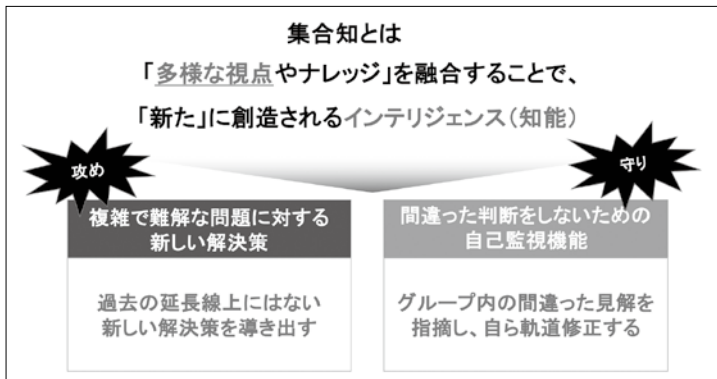 集合知とは
「多様な視点やナレッジ」を融合することで、
「新た」に創造されるインテリジェンス(知能)
攻め
守り
複雑で難解な問題に対する
新しい解決策
過去の延長線上にはない
新しい解決策を導き出す
間違った判断をしないための
自己監視機能
グループ内の間違った見解を
指摘し、自ら軌道修正する